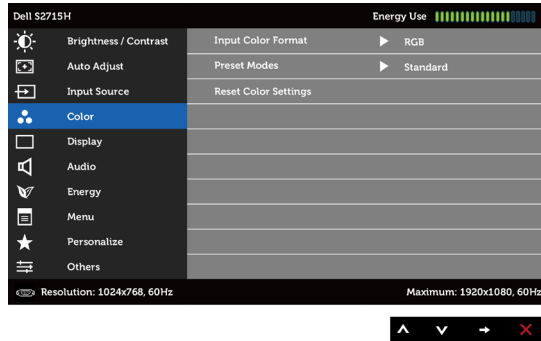 Dell S2715H Energy Use
Brightness / Contrast Input Color Format RGB
Auto Adjust Preset Modes Standard
Input Source Reset Color Settings
Color
Display
Audio
Energy
Menu
Personalize
Others
Resolution: 1024x768, 60Hz Maximum: 1920x1080, 60Hz